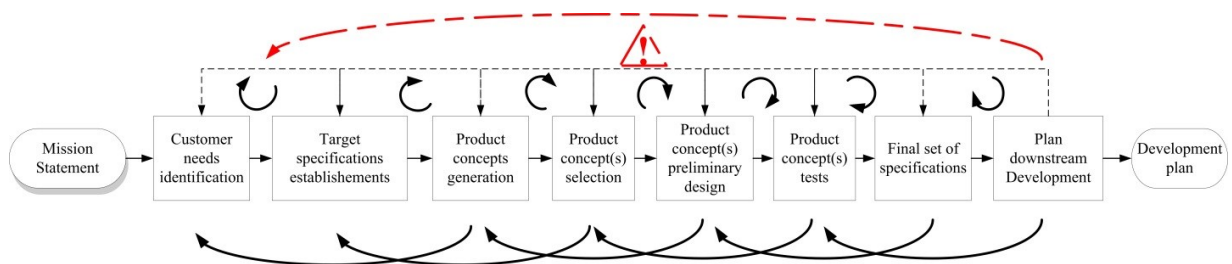 !
Mission
Statement
Customer
needs
identification
Target
specifications
establishements
Product
concepts
generation
Product
concept(s)
selection
Product
concept(s)
preliminary
design
Product
concept(s)
tests
Final set of
specifications
Plan
downstream
Development
Development
plan